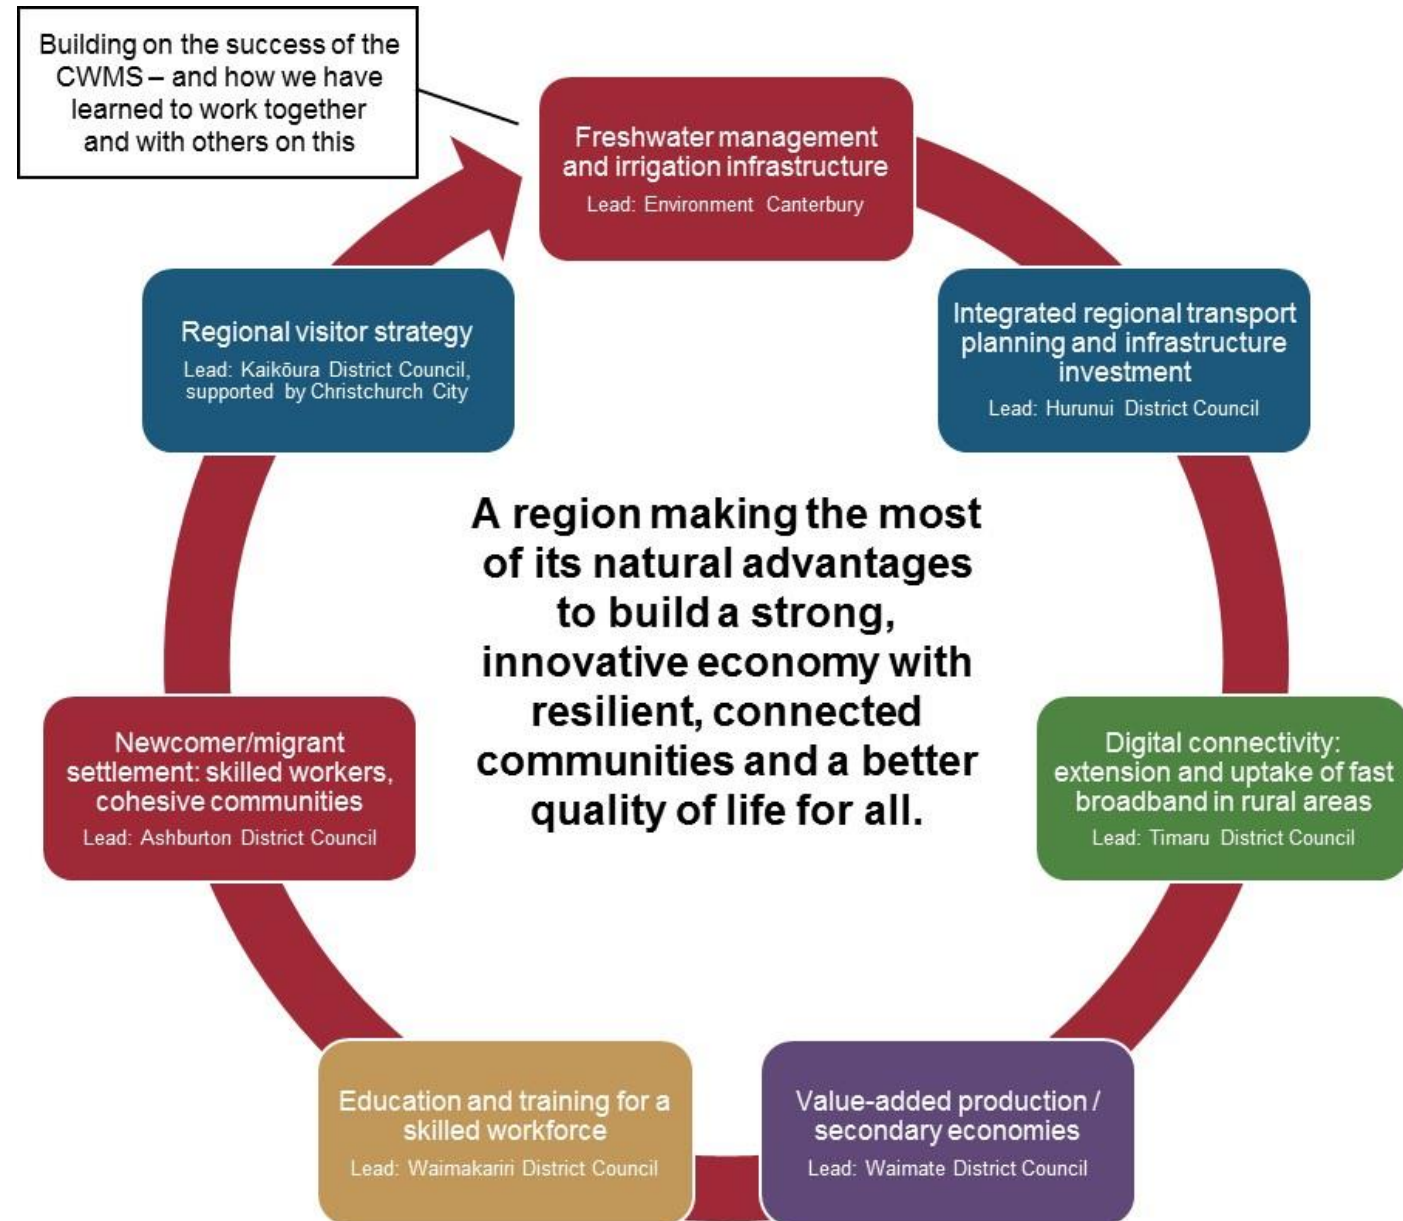 Building on the success of the
CWMS – and how we have
learned to work together
and with others on this
Freshwater management
and irrigation infrastructure
Lead: Environment Canterbury
Integrated regional transport
planning and infrastructure
investment
Lead: Hurunui District Council
Digital connectivity:
extension and uptake of fast
broadband in rural areas
Lead: Timaru District Council
Value-added production /
secondary economies
Lead: Waimate District Council
Education and training for a
skilled workforce
Lead: Waimakariri District Council
Newcomer/migrant
settlement: skilled workers,
cohesive communities
Lead: Ashburton District Council
Regional visitor strategy
Lead: Kaikōura District Council,
supported by Christchurch City
A region making the most
of its natural advantages
to build a strong,
innovative economy with
resilient, connected
communities and a better
quality of life for all.